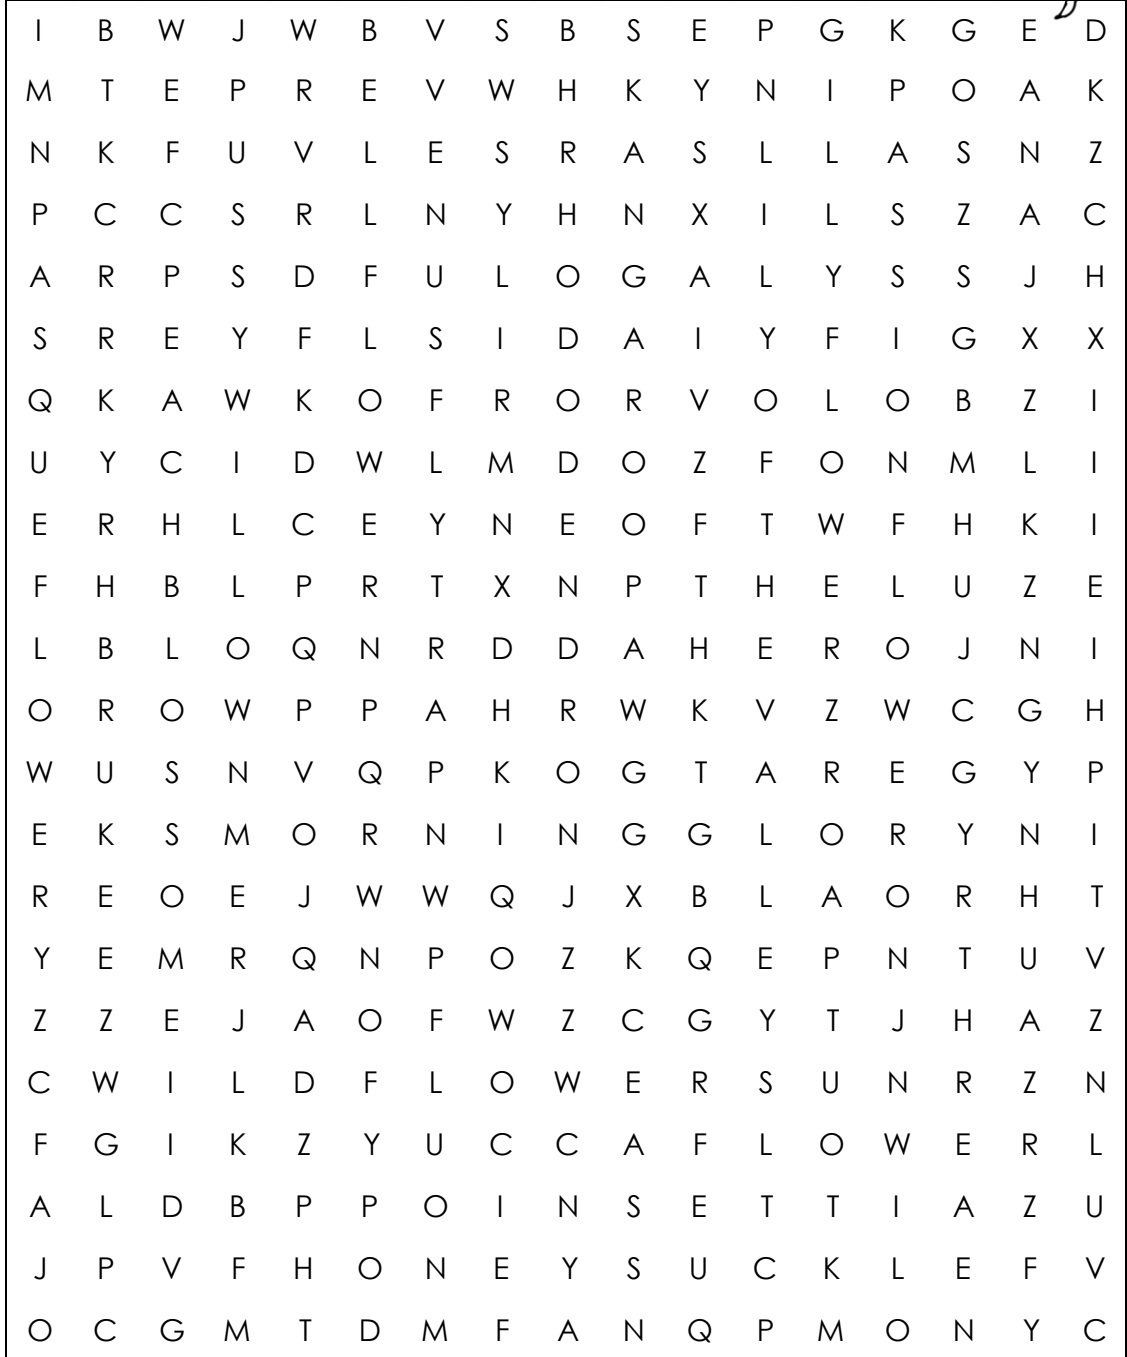 I B W J W B V S B S E P G K G E D
M T E P R E V W H K Y N I P O A K
N K F U V L E S R A S L L A S N Z
P C C S R L N Y H N X I L S Z A C
A R P S D F U L O G A L Y S S J H
S R E Y F L S I D A I Y F I G X X
Q K A W K O F R O R V O L O B Z I
U Y C I D W L M D O Z F O N M L I
E R H L C E Y N E O F T W F H K I
F H B L P R T X N P T H E L U Z E
L B L O Q N R D D A H E R O J N I
O R O W P P A H R W K V Z W C G H
W U S N V Q P K O G T A R E G Y P
E K S M O R N I N G G L O R Y N I
R E O E J W W Q J X B L A O R H T
Y E M R Q N P O Z K Q E P N T U V
Z Z E J A O F W Z C G Y T J H A Z
C W I L D F L O W E R S U N R Z N
F G I K Z Y U C C A F L O W E R L
A L D B P P O I N S E T T I A Z U
J P V F H O N E Y S U C K L E F V
O C G M T D M F A N Q P M O N Y C